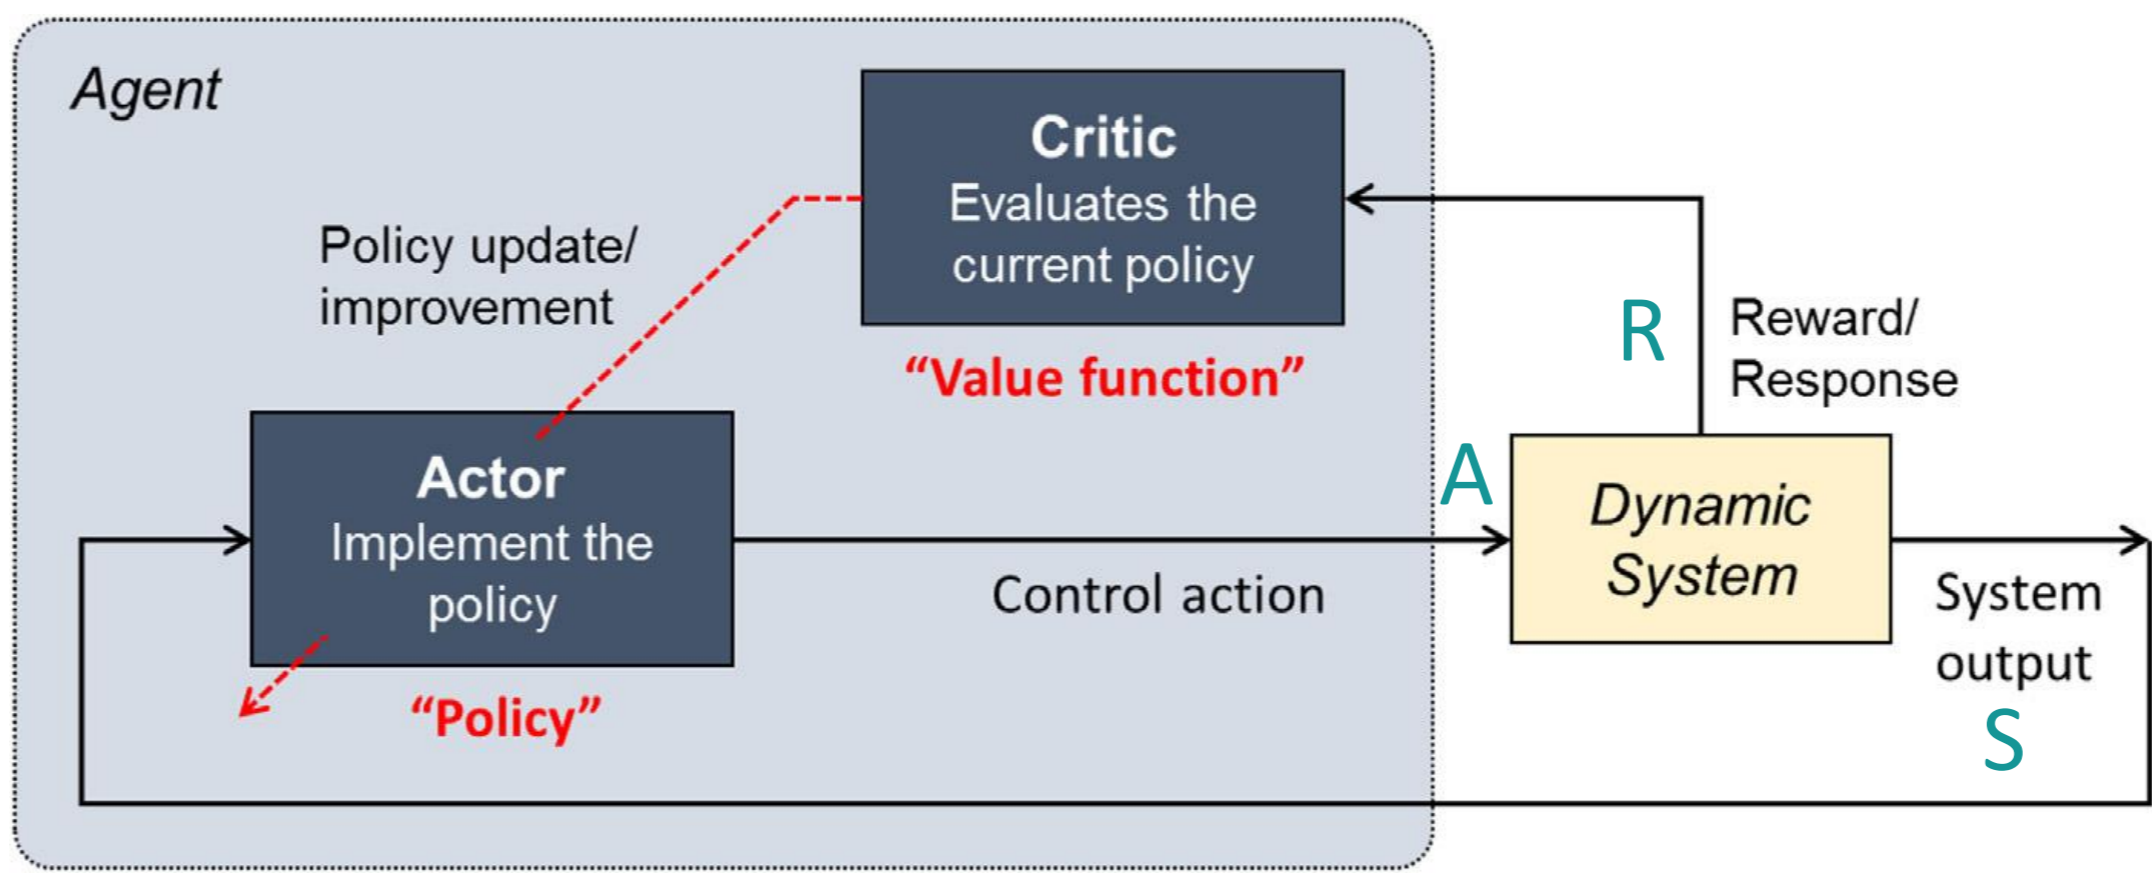 Agent
Critic
Evaluates the
current policy
“Value function”
Policy update/
improvement
R
Reward/
Response
Actor
Implement the
policy
“Policy”
A
Control action
Dynamic
System
System
output
S